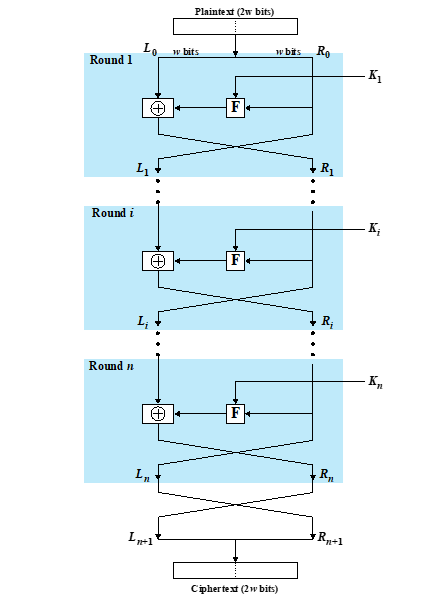 Plaintext (2w bits)
L0 w bits w bits R0
Round 1
K1
⊕ F
L1 R1
Round i
Ki
⊕ F
Li Ri
Round n
Kn
⊕ F
Ln Rn
Ln+1 Rn+1
Ciphertext (2w bits)